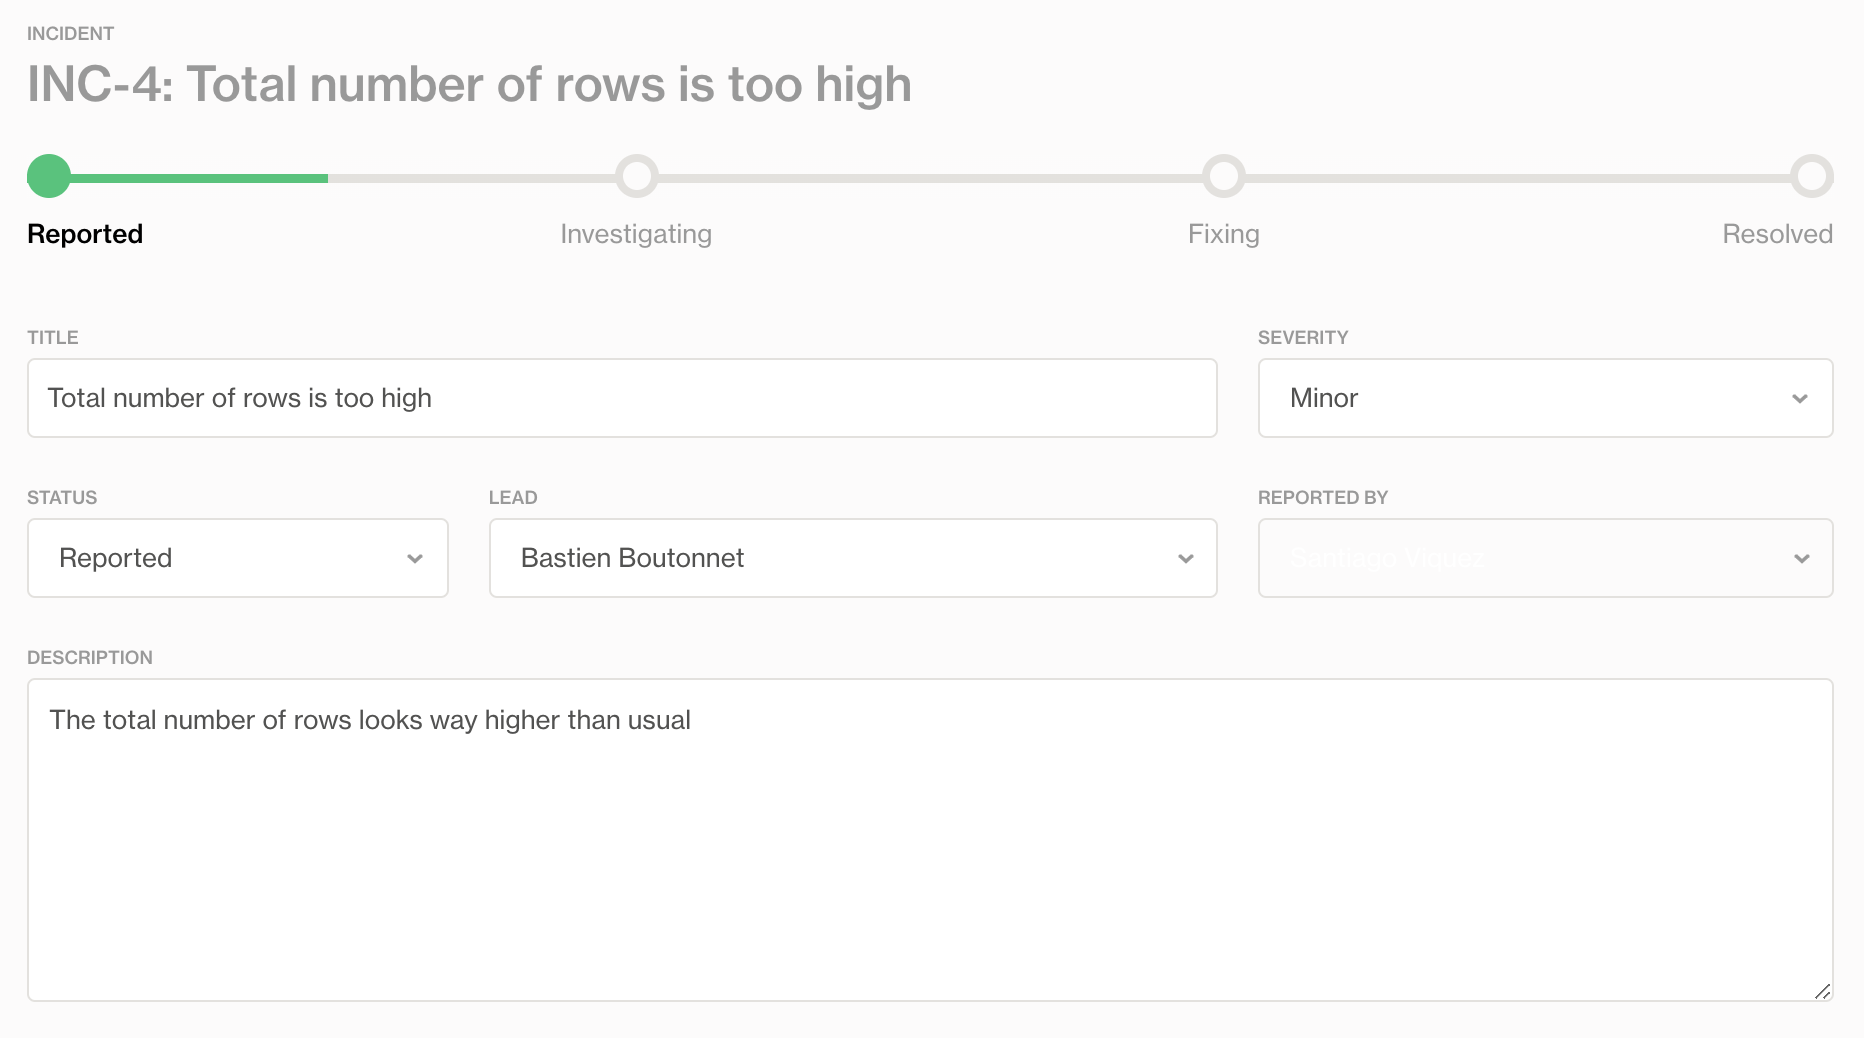 INCIDENT
INC-4: Total number of rows is too high
Reported
Investigating
Fixing
Resolved
TITLE
SEVERITY
Total number of rows is too high
Minor
STATUS
LEAD
REPORTED BY
Reported
Bastien Boutonnet
Santiago Viquez
DESCRIPTION
The total number of rows looks way higher than usual